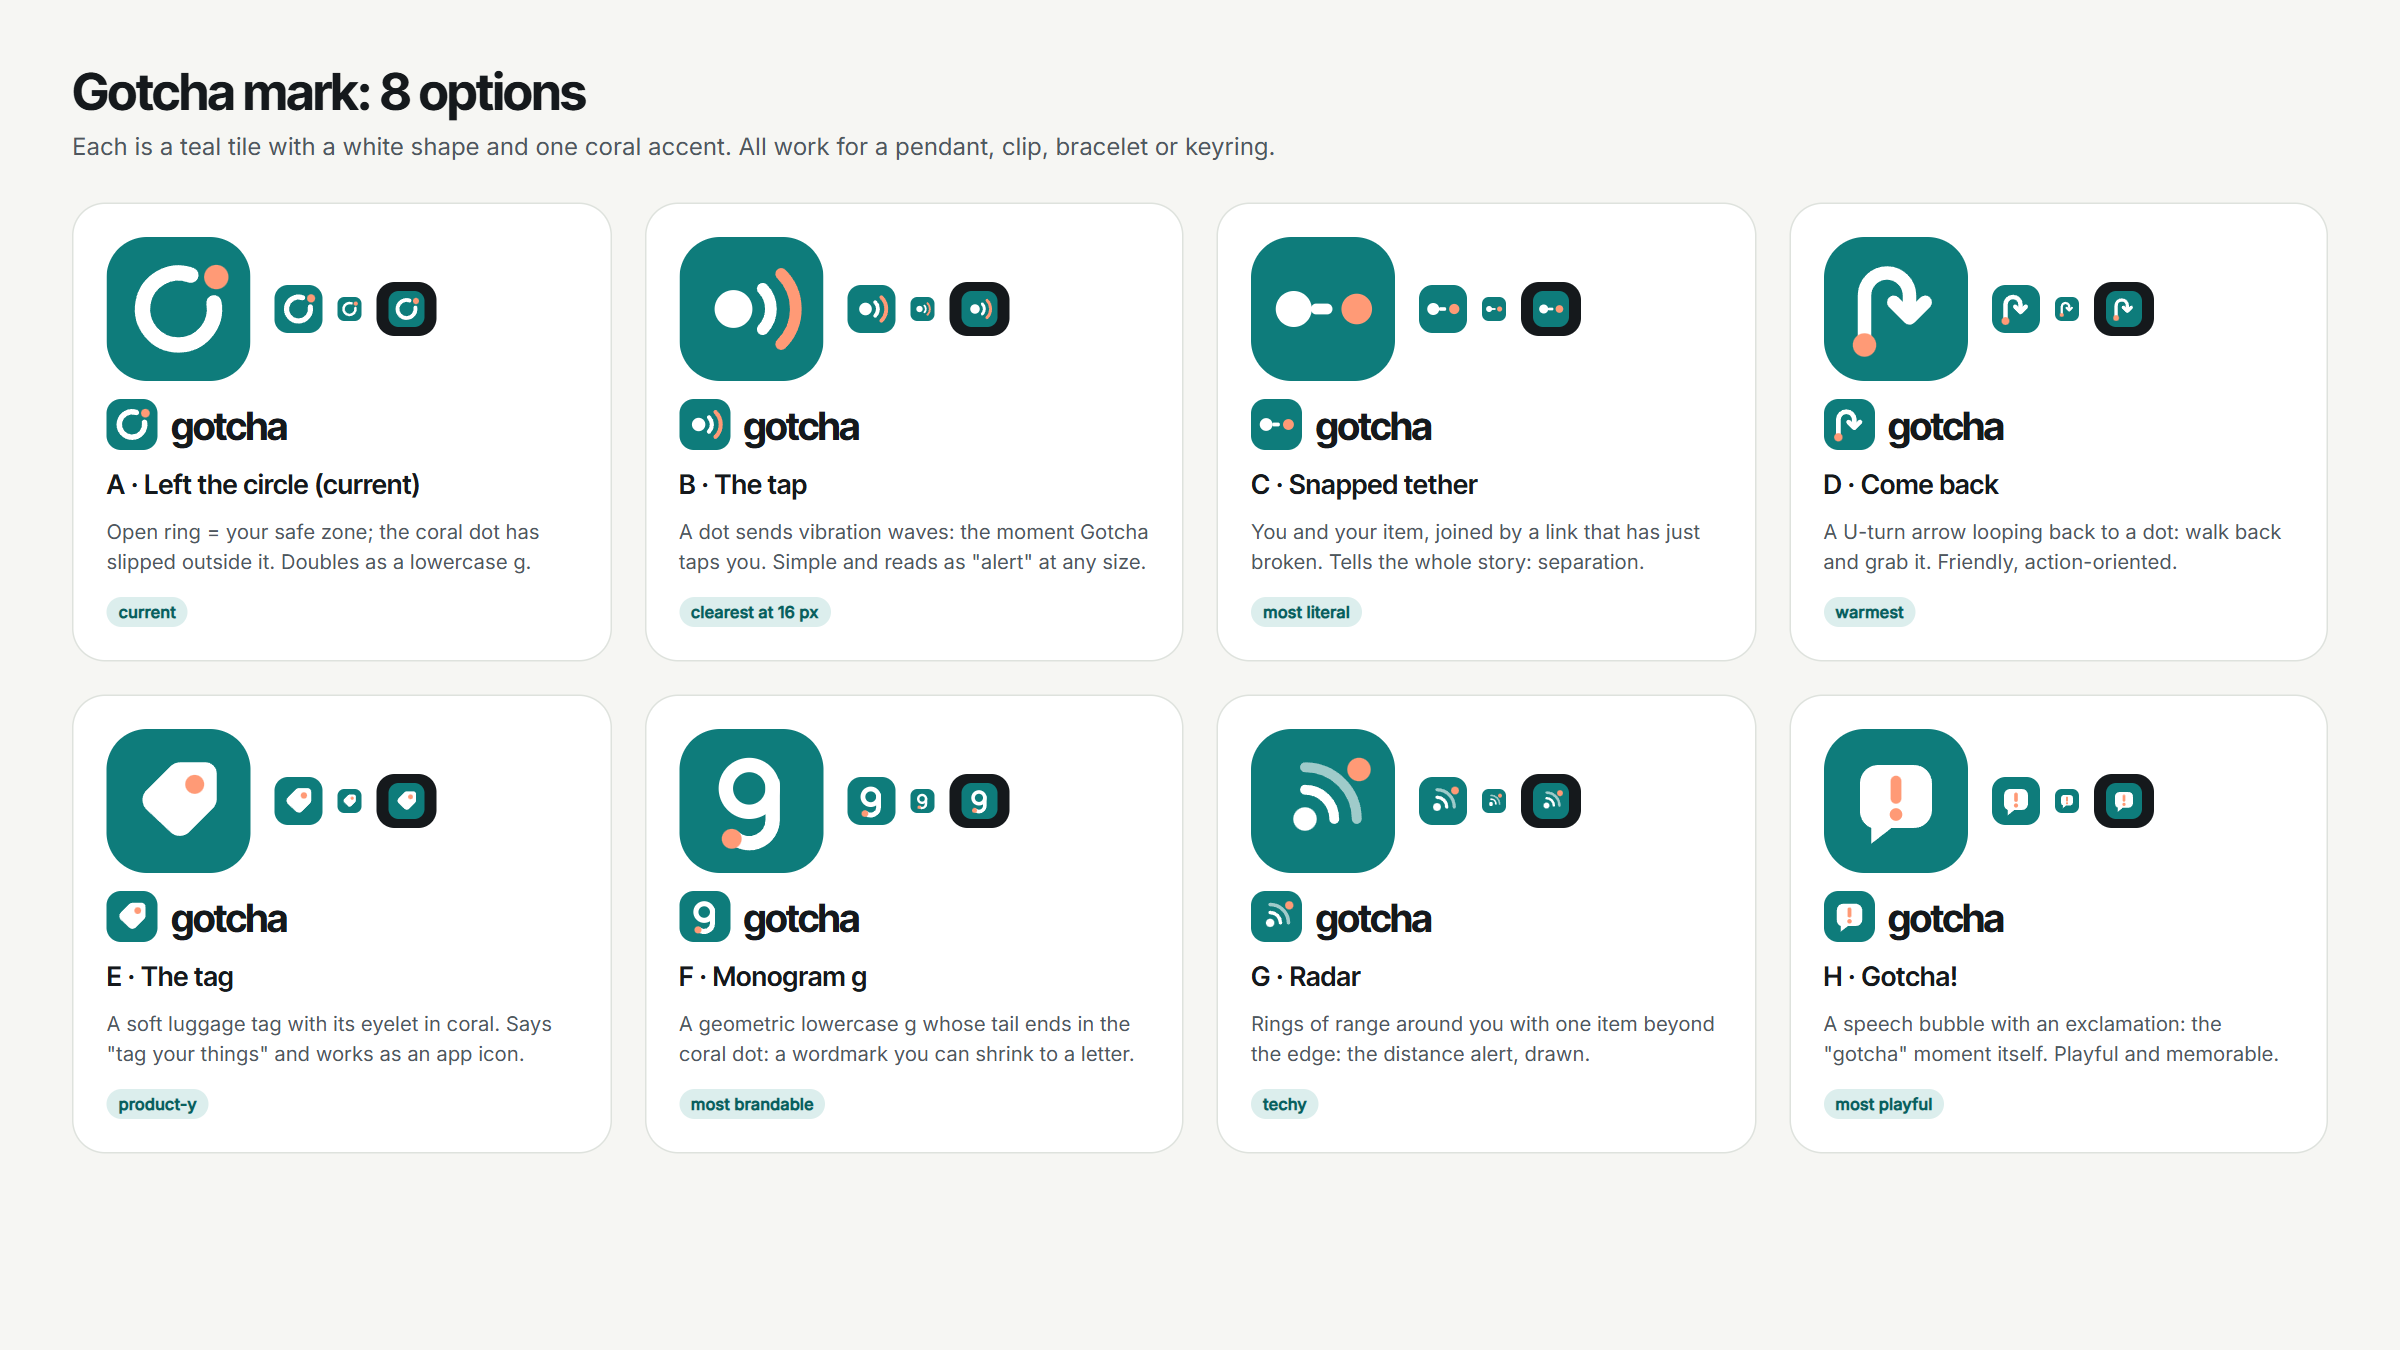 Gotcha mark: 8 options
Each is a teal tile with a white shape and one coral accent. All work for a pendant, clip, bracelet or keyring.
gotcha
A · Left the circle (current)
Open ring = your safe zone; the coral dot has
slipped outside it. Doubles as a lowercase g.
current
gotcha
B · The tap
A dot sends vibration waves: the moment Gotcha
taps you. Simple and reads as "alert" at any size.
clearest at 16 px
gotcha
C · Snapped tether
You and your item, joined by a link that has just
broken. Tells the whole story: separation.
most literal
gotcha
D · Come back
A U-turn arrow looping back to a dot: walk back
and grab it. Friendly, action-oriented.
warmest
gotcha
E · The tag
A soft luggage tag with its eyelet in coral. Says
"tag your things" and works as an app icon.
product-y
g
g
g
g
gotcha
F · Monogram g
A geometric lowercase g whose tail ends in the
coral dot: a wordmark you can shrink to a letter.
most brandable
gotcha
G · Radar
Rings of range around you with one item beyond
the edge: the distance alert, drawn.
techy
!
!
!
!
gotcha
H · Gotcha!
A speech bubble with an exclamation: the
"gotcha" moment itself. Playful and memorable.
most playful